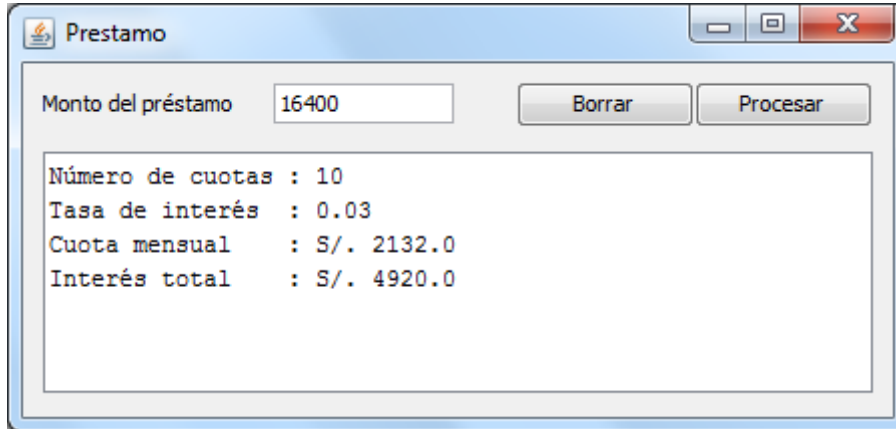 Prestamo
Monto del préstamo 16400 Borrar Procesar
Número de cuotas : 10
Tasa de interés : 0.03
Cuota mensual : S/. 2132.0
Interés total : S/. 4920.0